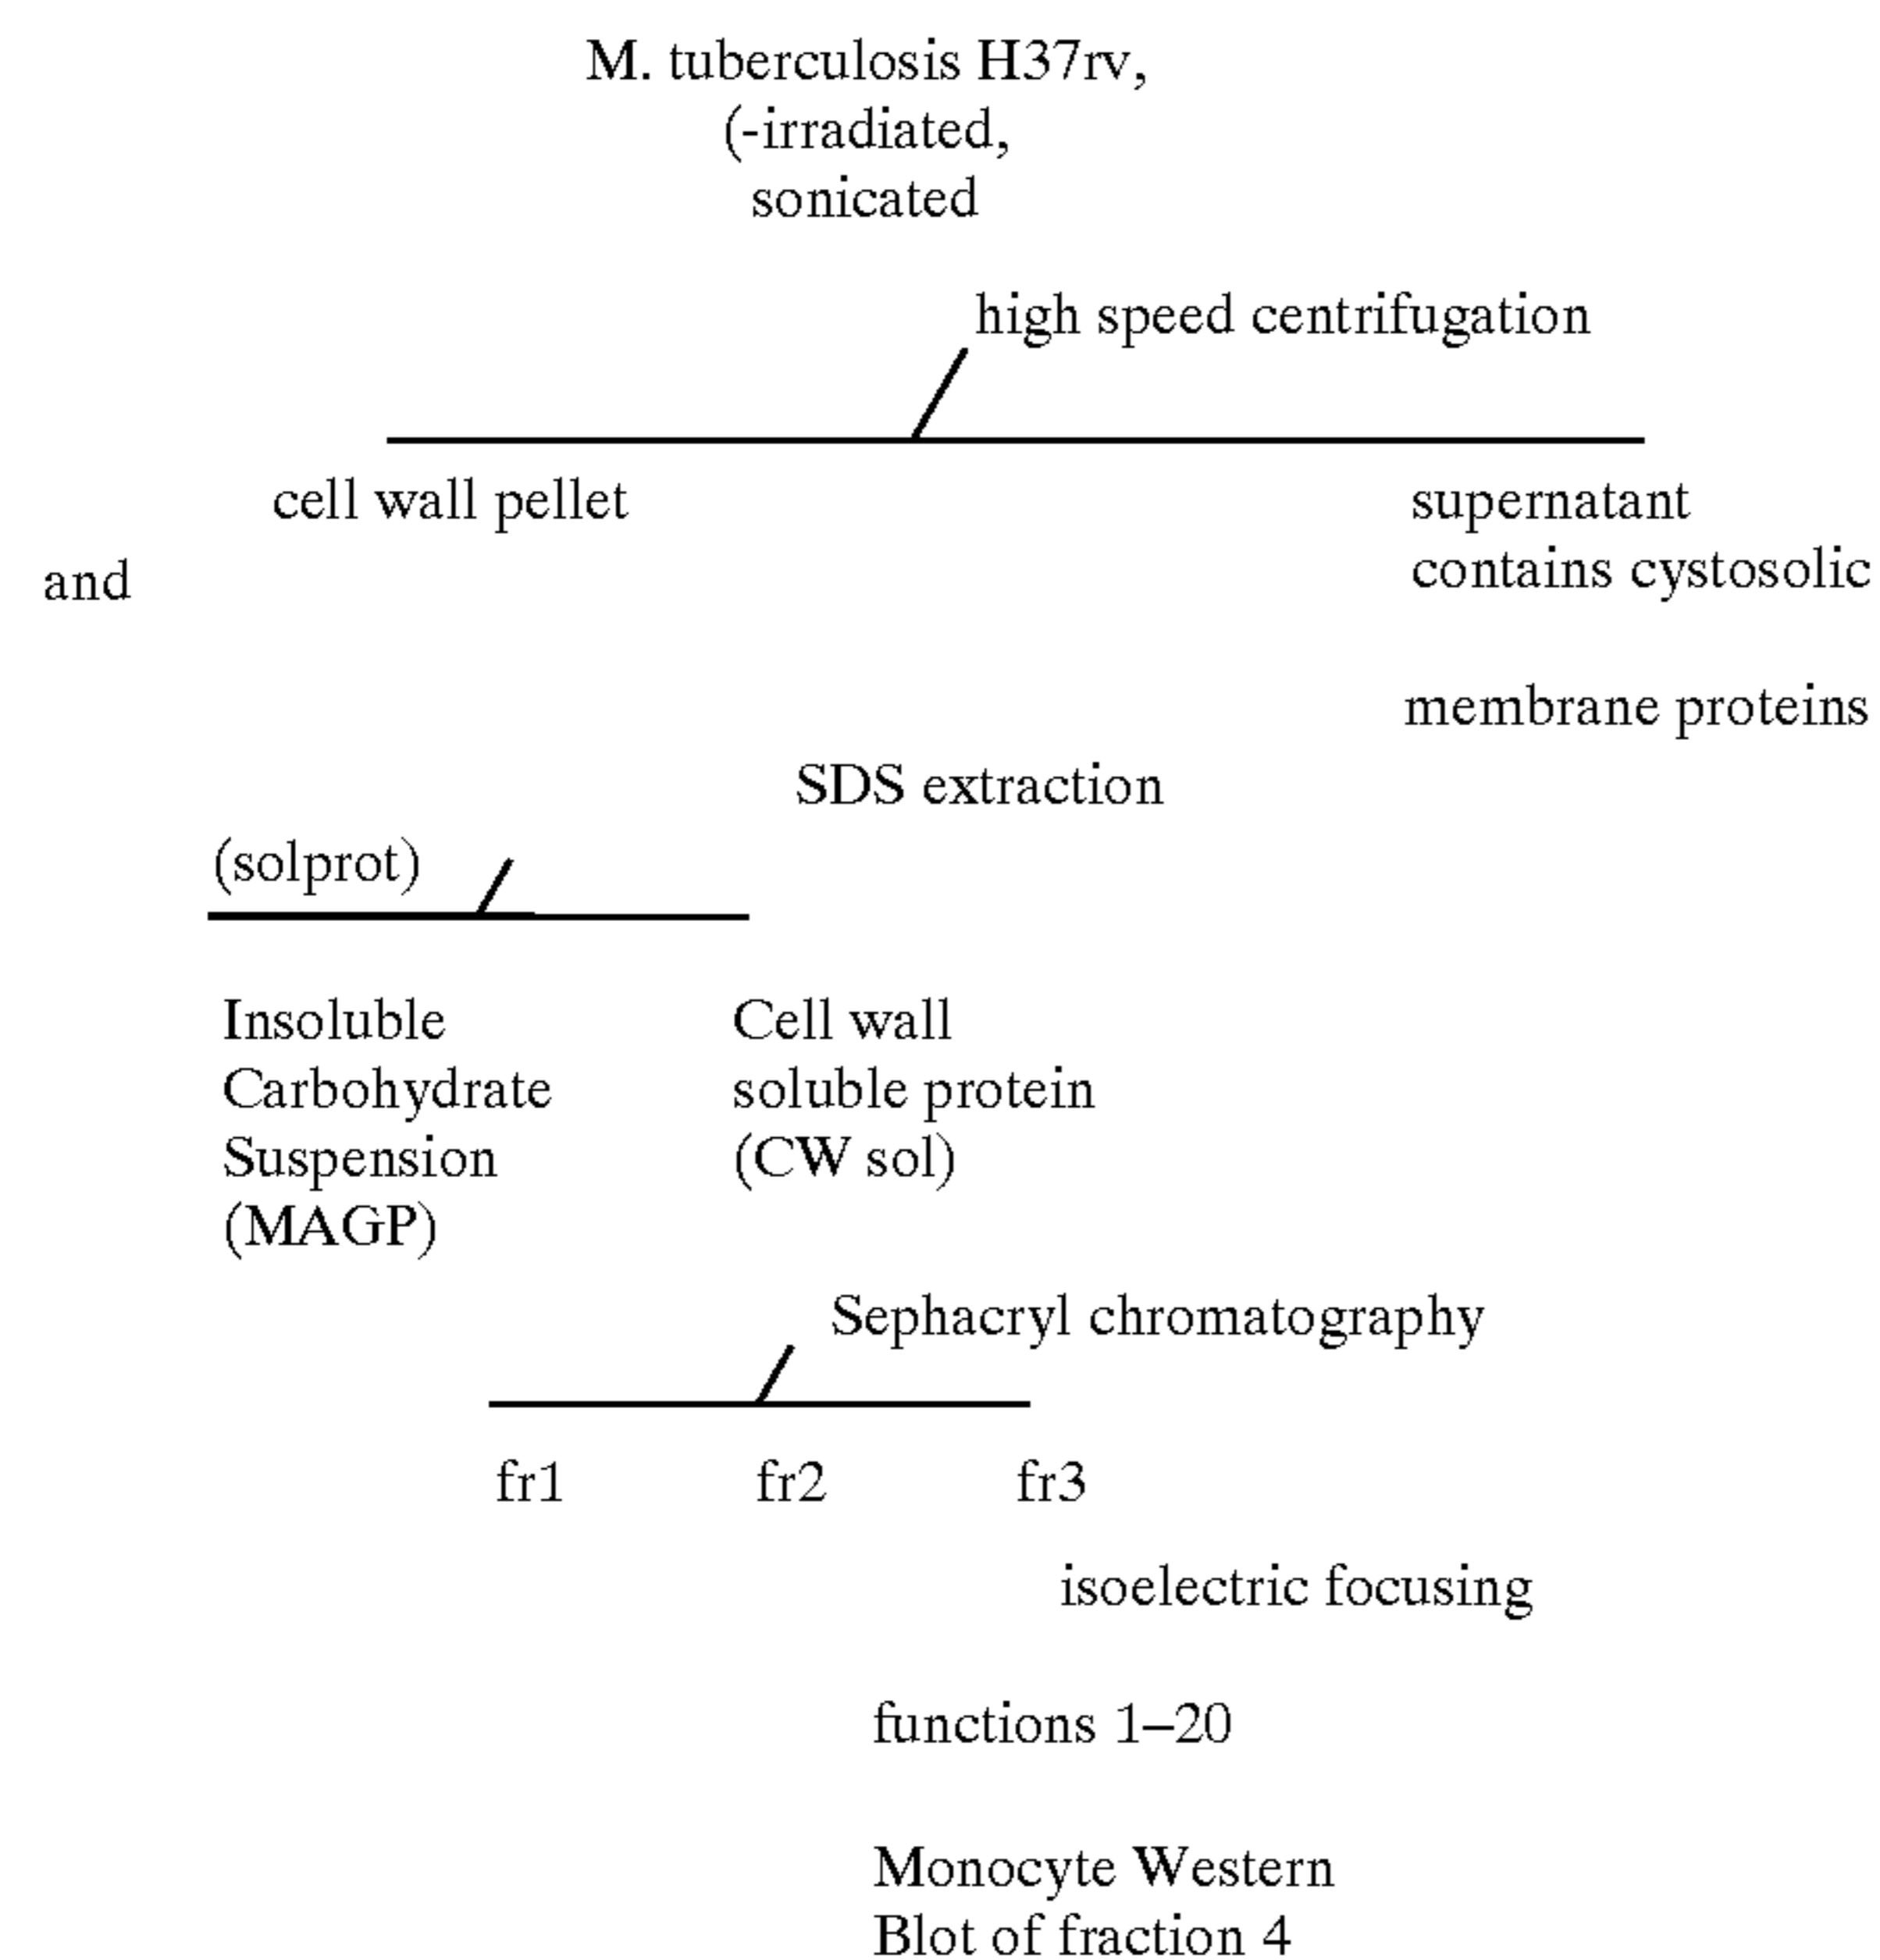 M. tuberculosis H37rv,
(-irradiated,
sonicated
high speed centrifugation
cell wall pellet
supernatant
contains cystosolic
and
membrane proteins
SDS extraction
(solprot)
Insoluble
Carbohydrate
Suspension
(MAGP)
Cell wall
soluble protein
(CW sol)
Sephacryl chromatography
fr1 fr2 fr3
isoelectric focusing
functions 1–20
Monocyte Western
Blot of fraction 4